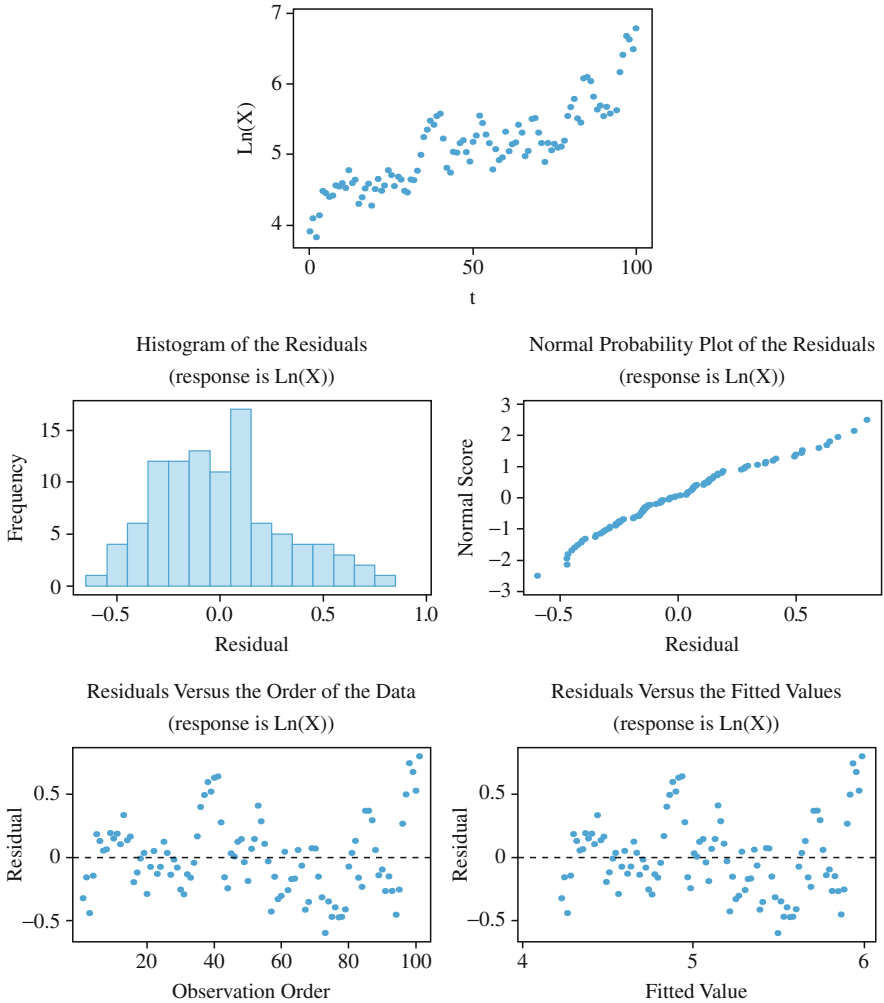 7
6
5
4
Ln(X)
0
50
100
t
Histogram of the Residuals
(response is Ln(X))
15
10
5
0
Frequency
−0.5
0.0
0.5
1.0
Residual
Normal Probability Plot of the Residuals
(response is Ln(X))
3
2
1
0
−1
−2
−3
Normal Score
−0.5
0.0
0.5
Residual
Residuals Versus the Order of the Data
(response is Ln(X))
0.5
0
−0.5
Residual
20
40
60
80
100
Observation Order
Residuals Versus the Fitted Values
(response is Ln(X))
0.5
0
−0.5
Residual
4
5
6
Fitted Value